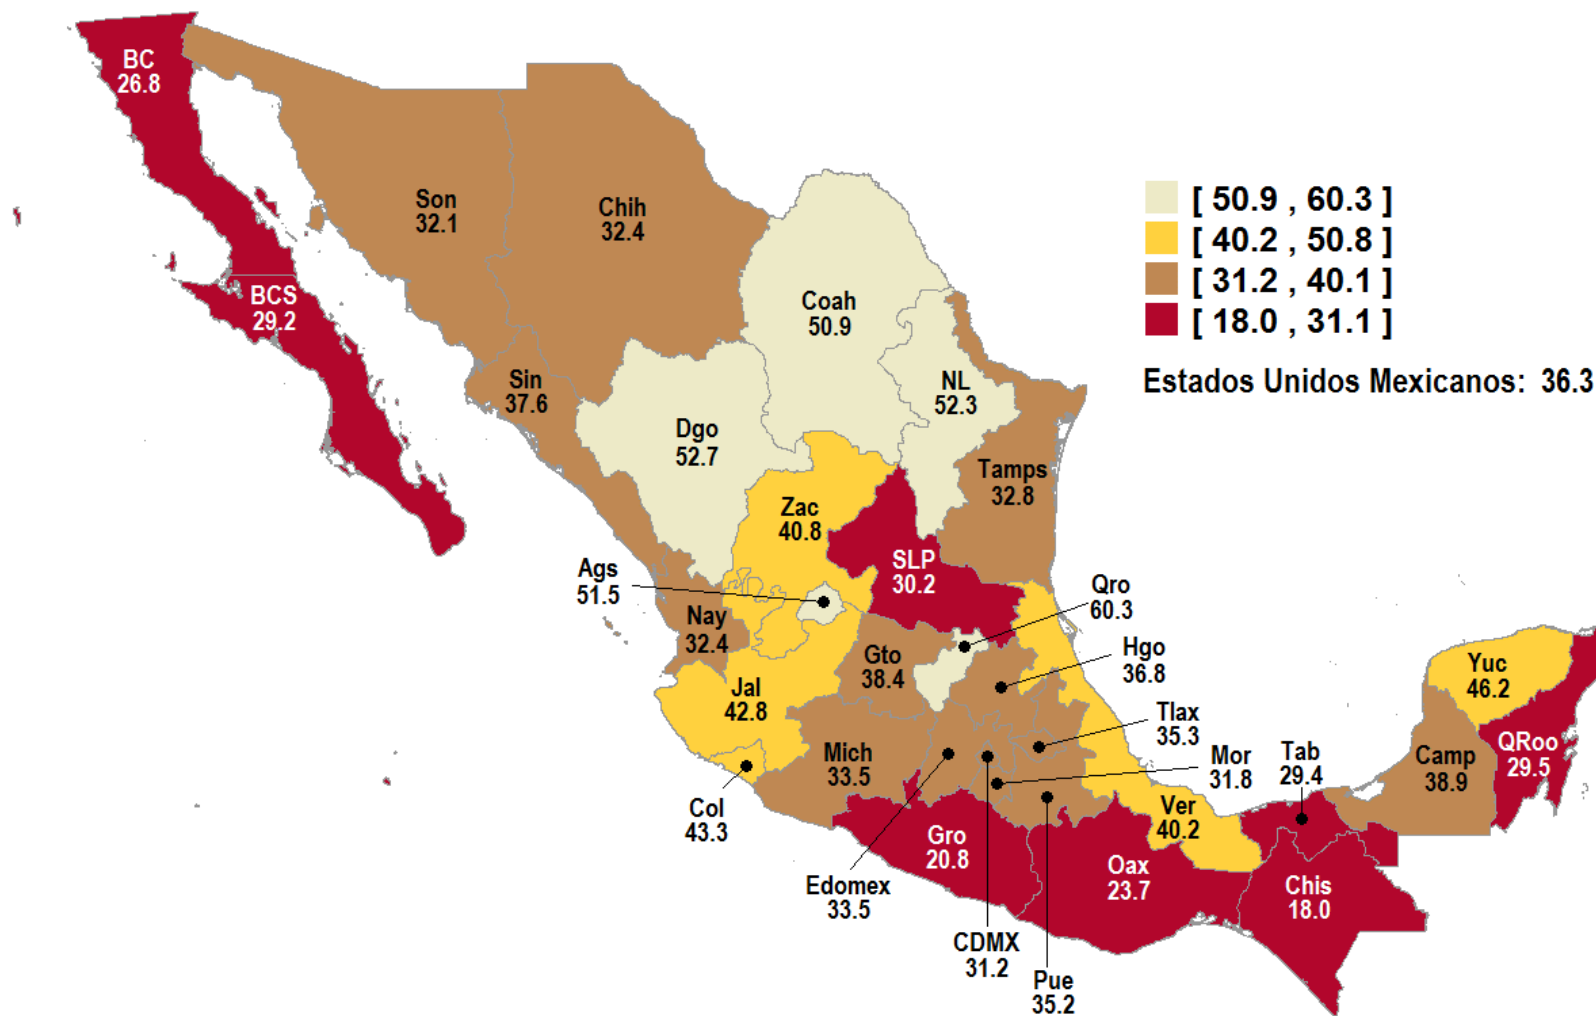 BC
26.8
Son
32.1
Chih
32.4
[ 50.9 , 60.3 ]
[ 40.2 , 50.8 ]
[ 31.2 , 40.1 ]
[ 18.0 , 31.1 ]
Estados Unidos Mexicanos: 36.3
BCS
29.2
Coah
50.9
Sin
37.6
NL
52.3
Dgo
52.7
Tamps
32.8
Zac
40.8
SLP
30.2
Ags
51.5
Qro
60.3
Nay
32.4
Gto
38.4
Hgo
36.8
Jal
42.8
Yuc
46.2
Tlax
35.3
Mich
33.5
Mor
31.8
Tab
29.4
Camp
38.9
QRoo
29.5
Col
43.3
Ver
40.2
Gro
20.8
Oax
23.7
Chis
18.0
Edomex
33.5
CDMX
31.2
Pue
35.2